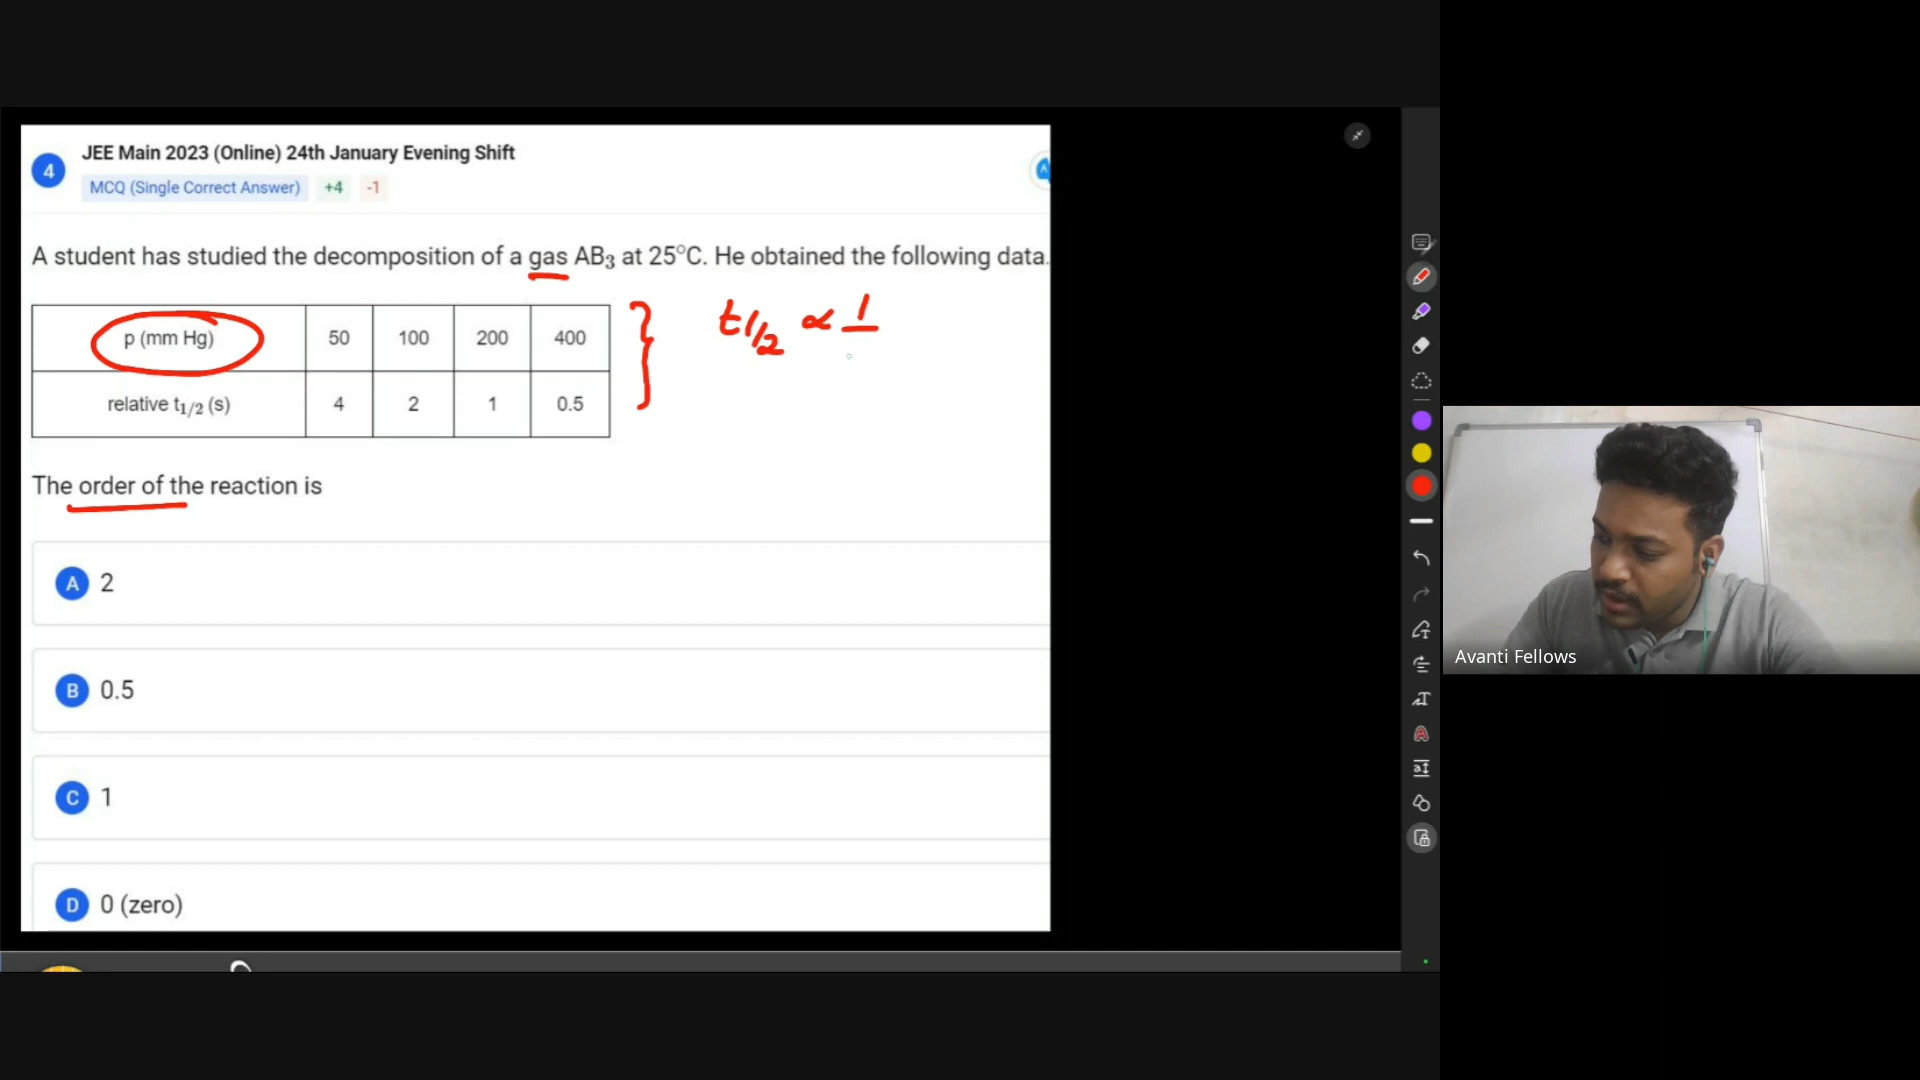 4
JEE Main 2023 (Online) 24th January Evening Shift
MCQ (Single Correct Answer) +4 -1
A student has studied the decomposition of a gas AB₃ at 25°C. He obtained the following data.
p (mm Hg) 50 100 200 400
relative t₁/₂ (s) 4 2 1 0.5
t1/2 ∝ 1
The order of the reaction is
A 2
B 0.5
C 1
D 0 (zero)
Avanti Fellows